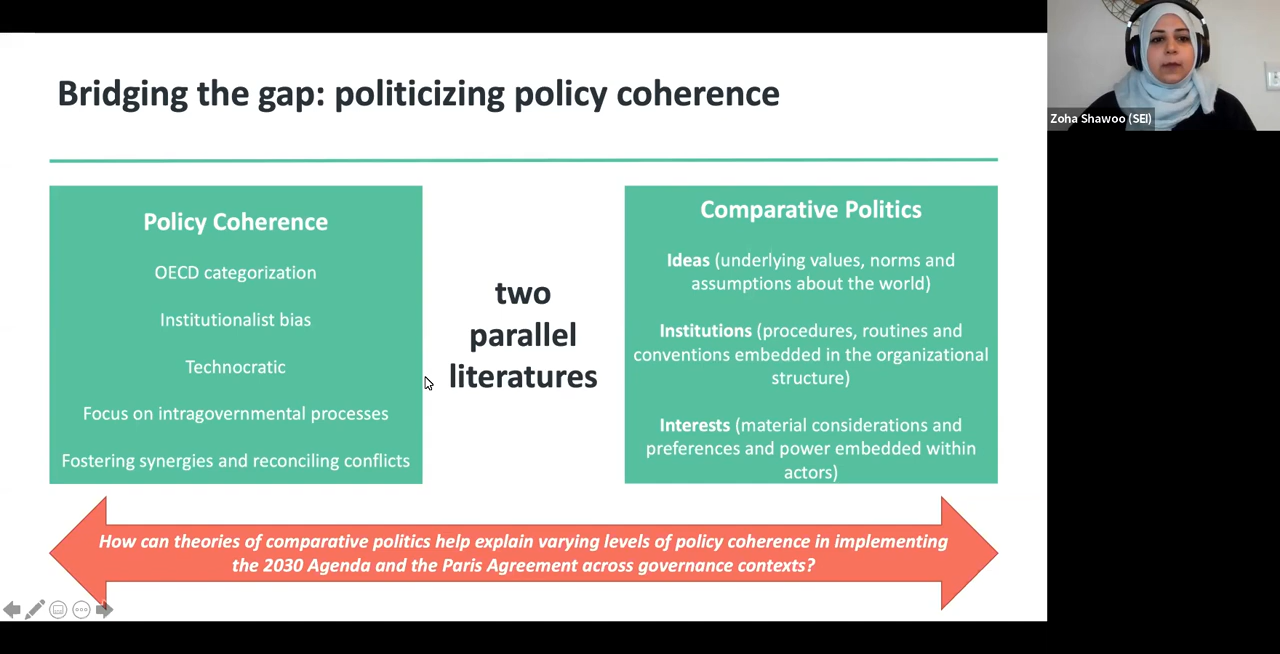 Bridging the gap: politicizing policy coherence
Zoha Shawoo (SEI)
Policy Coherence
OECD categorization
Institutionalist bias
Technocratic
Focus on intragovernmental processes
Fostering synergies and reconciling conflicts
two
parallel
literatures
Comparative Politics
Ideas (underlying values, norms and
assumptions about the world)
Institutions (procedures, routines and
conventions embedded in the organizational
structure)
Interests (material considerations and
preferences and power embedded within
actors)
How can theories of comparative politics help explain varying levels of policy coherence in implementing
the 2030 Agenda and the Paris Agreement across governance contexts?